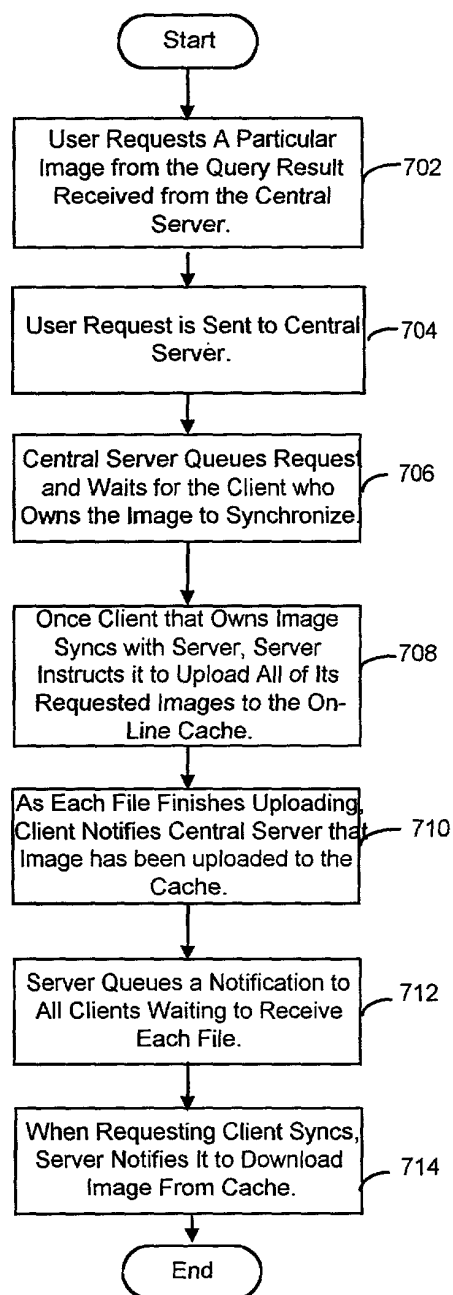 Start
User Requests A Particular
Image from the Query Result
Received from the Central
Server.
702
User Request is Sent to Central
Server.
704
Central Server Queues Request
and Waits for the Client who
Owns the Image to Synchronize.
706
Once Client that Owns Image
Syncs with Server, Server
Instructs it to Upload All of Its
Requested Images to the On-
Line Cache.
708
As Each File Finishes Uploading,
Client Notifies Central Server that
Image has been uploaded to the
Cache.
710
Server Queues a Notification to
All Clients Waiting to Receive
Each File.
712
When Requesting Client Syncs,
Server Notifies It to Download
Image From Cache.
714
End